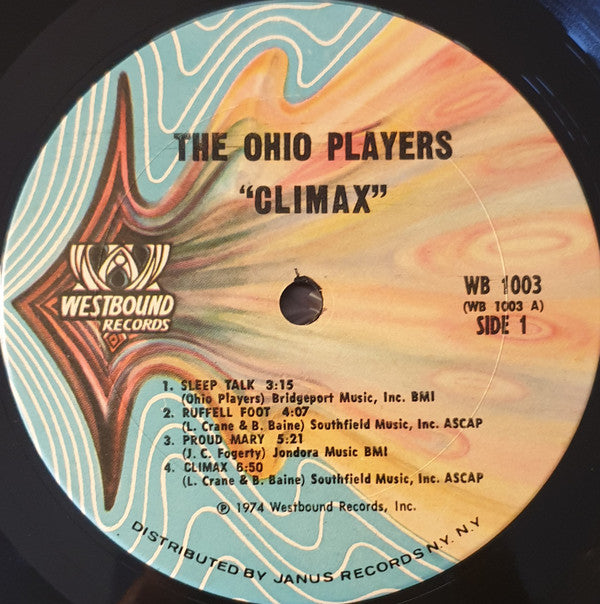 THE OHIO PLAYERS
“CLIMAX”
WESTBOUND
RECORDS
WB 1003
(WB 1003 A)
SIDE 1
1. SLEEP TALK 3:15
(Ohio Players) Bridgeport Music, Inc. BMI
2. RUFFELL FOOT 4:07
(L. Crane & B. Baine) Southfield Music, Inc. ASCAP
3. PROUD MARY 5:21
(J. C. Fogerty) Jondora Music BMI
4. CLIMAX 6:50
(L. Crane & B. Baine) Southfield Music, Inc. ASCAP
℗ 1974 Westbound Records, Inc.
DISTRIBUTED BY JANUS RECORDS N.Y. N.Y